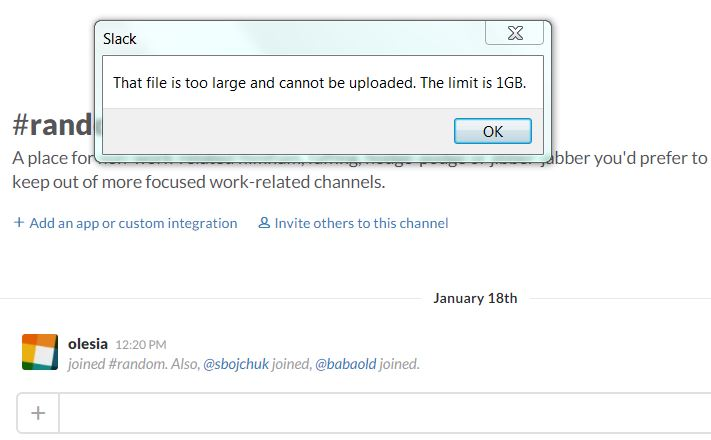 Slack
That file is too large and cannot be uploaded. The limit is 1GB.
OK
#rand
A place for jabber you'd prefer to
keep out of more focused work-related channels.
+ Add an app or custom integration Invite others to this channel
January 18th
olesia 12:20 PM
joined #random. Also, @sbojchuk joined, @babaold joined.
+